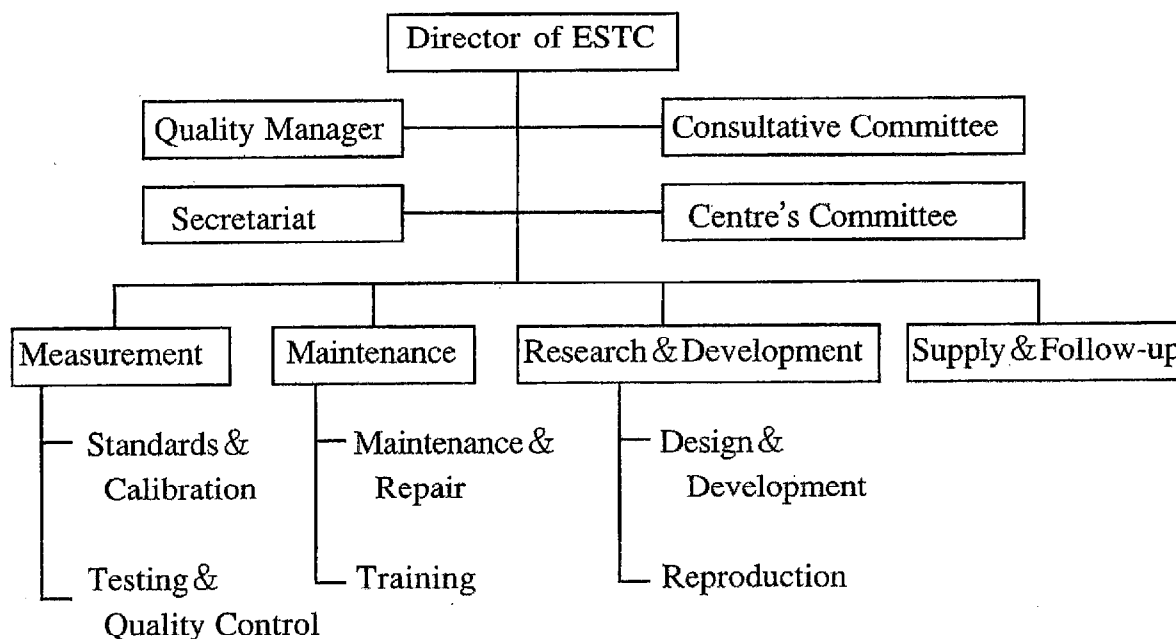 Director of ESTC
Quality Manager
Consultative Committee
Secretariat
Centre's Committee
Measurement
Maintenance
Research & Development
Supply & Follow-up
Standards &
Calibration
Maintenance &
Repair
Design &
Development
Testing &
Quality Control
Training
Reproduction